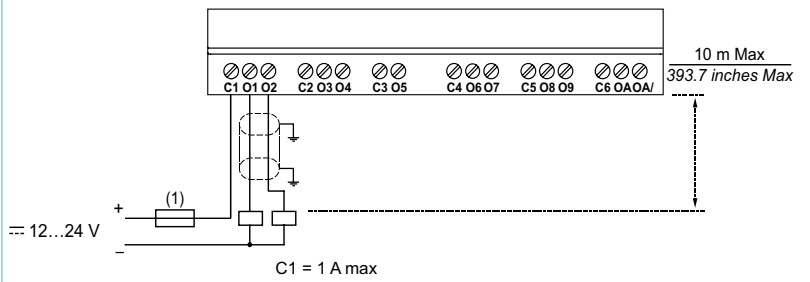 10 m Max
393.7 inches Max
C1 O1 O2 C2 O3 O4 C3 O5 C4 O6 O7 C5 O8 O9 C6 OA OA/
(1)
+
12...24 V
–
C1 = 1 A max